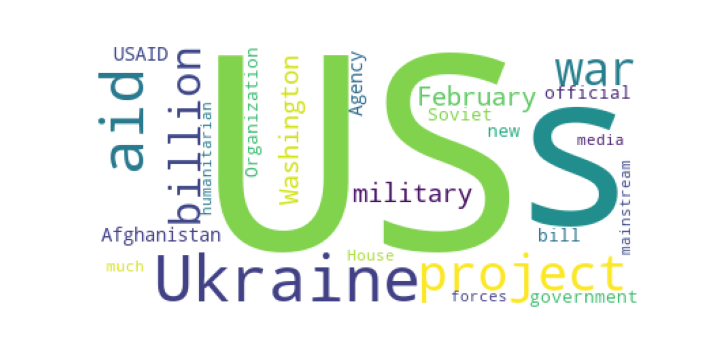 USAID
aid
billion
humanitarian
US
Organization
Washington
Agency
war
official
February
Soviet
new
S
media
mainstream
military
Afghanistan
bill
much
Ukraine
House
project
forces
government